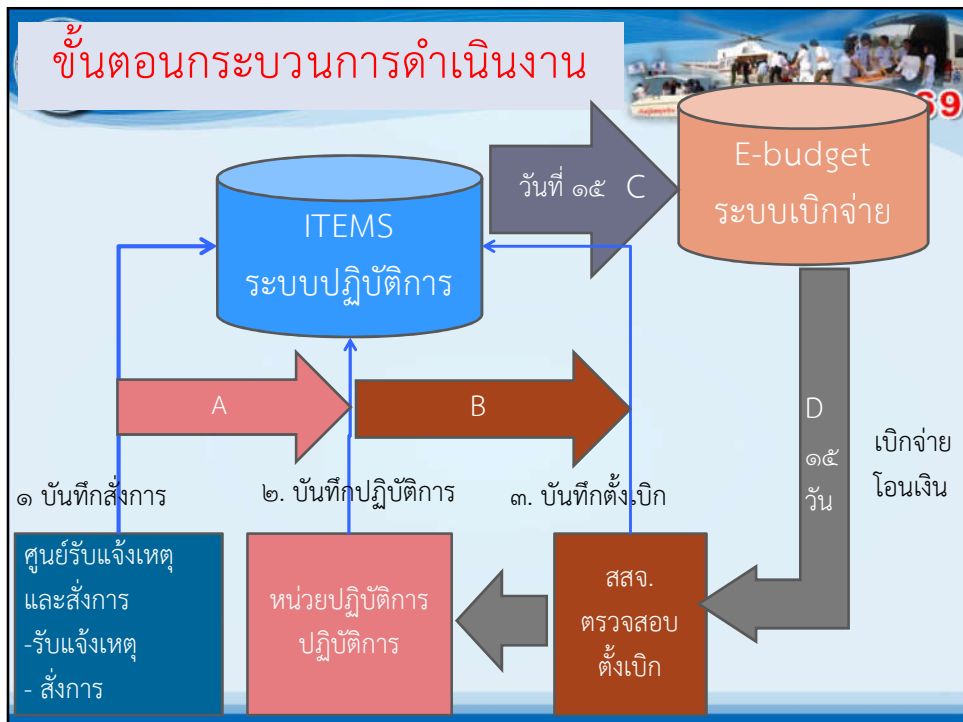 ขั้นตอนกระบวนการดำเนินงาน
69
E-budget
ระบบเบิกจ่าย
วันที่ ๑๕ C
ITEMS
ระบบปฏิบัติการ
A
B
D
๑๕
วัน
เบิกจ่าย
โอนเงิน
๑ บันทึกสั่งการ
๒. บันทึกปฏิบัติการ
๓. บันทึกตั้งเบิก
ศูนย์รับแจ้งเหตุ
และสั่งการ
-รับแจ้งเหตุ
- สั่งการ
หน่วยปฏิบัติการ
ปฏิบัติการ
สสจ.
ตรวจสอบ
ตั้งเบิก